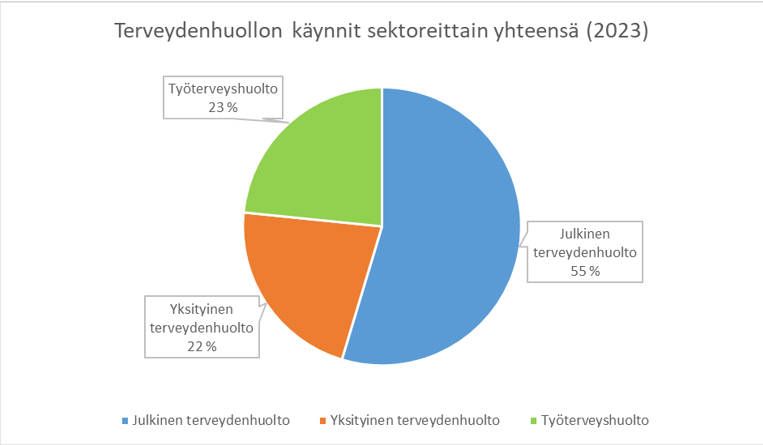 Terveydenhuollon käynnit sektoreittain yhteensä (2023)
Työterveyshuolto
23 %
Julkinen
terveydenhuolto
55 %
Yksityinen
terveydenhuolto
22 %
Julkinen terveydenhuolto
Yksityinen terveydenhuolto
Työterveyshuolto